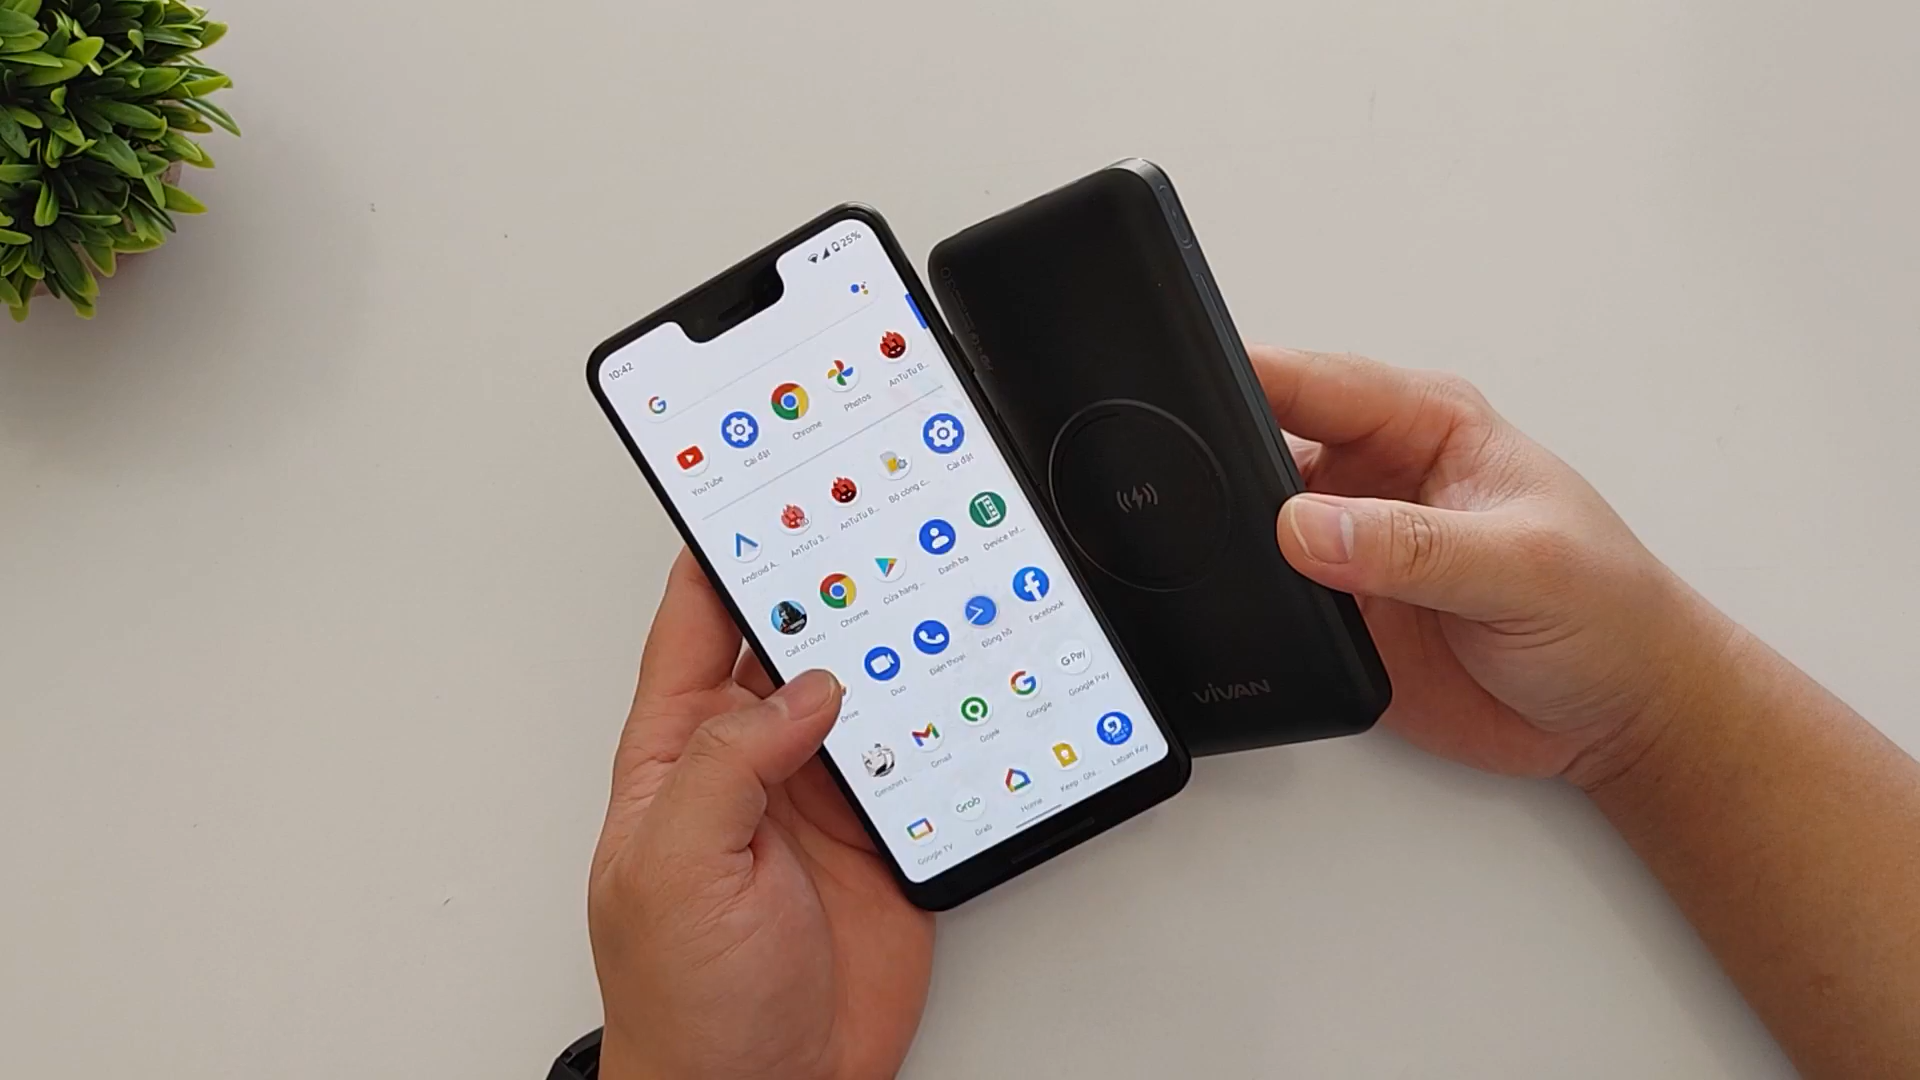 10:42
25%
YouTube
Cài đặt
Chrome
Photos
AnTuTu B...
Android A...
AnTuTu 3...
AnTuTu B...
Bộ công c...
Cài đặt
Call of Duty
Chrome
Cửa hàng ...
Danh bạ
Device Inf...
Drive
Duo
Điện thoại
Đồng hồ
Facebook
Genshin I...
Gmail
Gojek
Google
G Pay
Google Pay
Google TV
Grab
Grab
Home
Keep - Ghi...
Laban Key
VIVAN